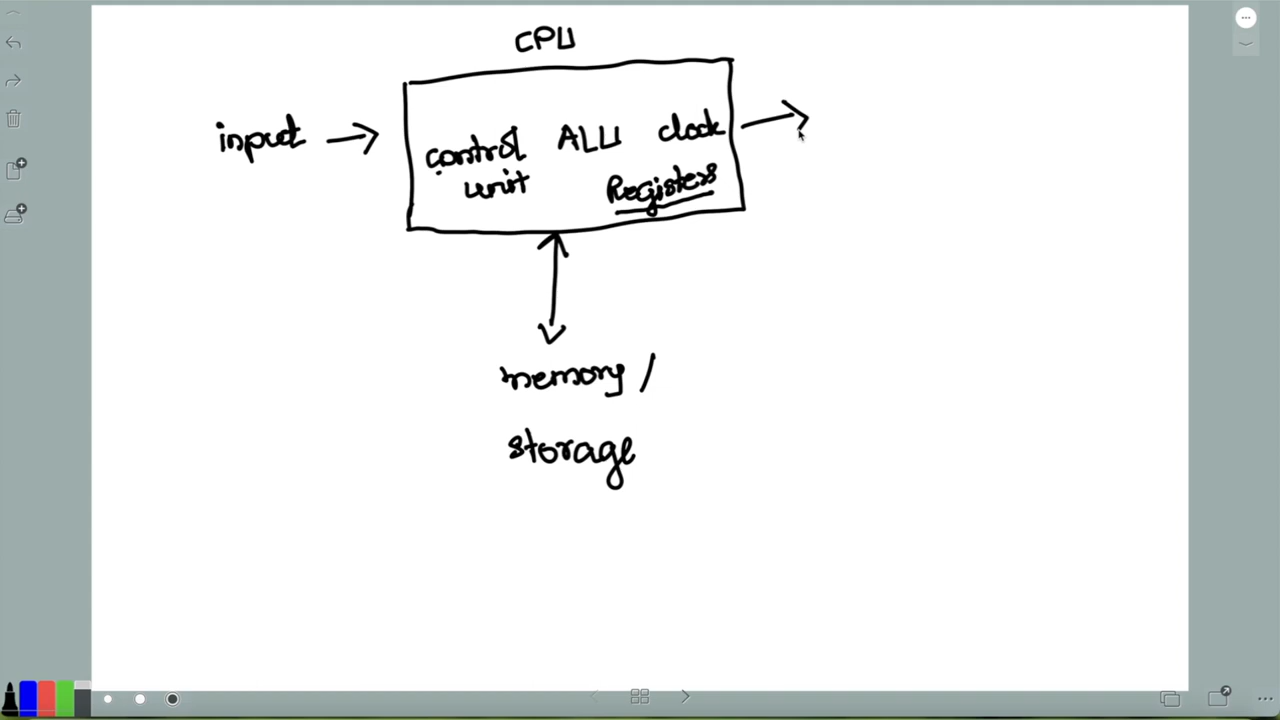 CPU
input
control ALU clock
unit Registers
memory /
storage